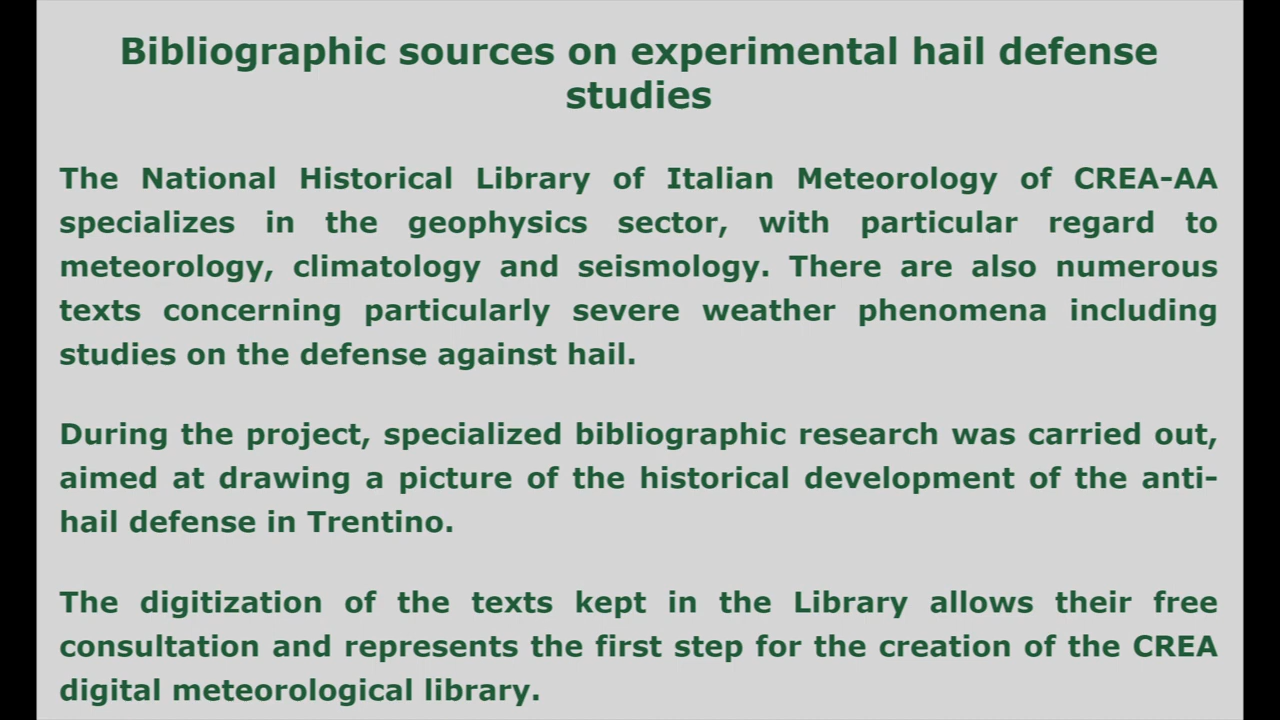 Bibliographic sources on experimental hail defense
studies
The National Historical Library of Italian Meteorology of CREA-AA
specializes in the geophysics sector, with particular regard to
meteorology, climatology and seismology. There are also numerous
texts concerning particularly severe weather phenomena including
studies on the defense against hail.
During the project, specialized bibliographic research was carried out,
aimed at drawing a picture of the historical development of the anti-
hail defense in Trentino.
The digitization of the texts kept in the Library allows their free
consultation and represents the first step for the creation of the CREA
digital meteorological library.